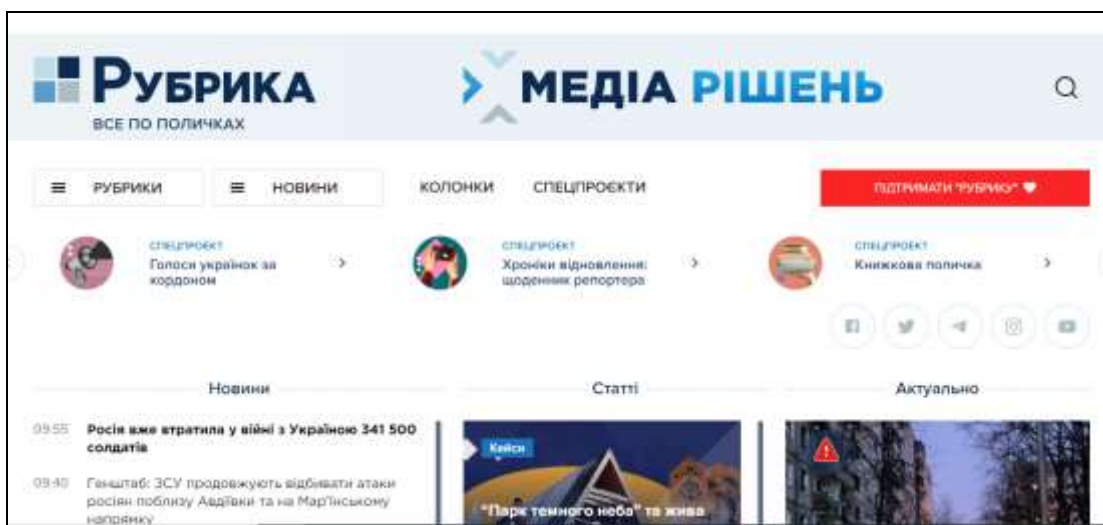 РУБРИКА
ВСЕ ПО ПОЛИЧКАХ
МЕДІА РІШЕНЬ
РУБРИКИ
НОВИНИ
КОЛОНКИ
СПЕЦПРОЄКТИ
ПІДТРИМАТИ "РУБРИКУ"
СПЕЦПРОЄКТ
Голоси українок за
кордоном
СПЕЦПРОЄКТ
Хроніки відновлення:
щоденник репортера
СПЕЦПРОЄКТ
Книжкова поличка
Новини
Статті
Актуально
09:55 Росія вже втратила у війні з Україною 341 500
солдатів
09:40 Генштаб: ЗСУ продовжують відбивати атаки
росіян поблизу Авдіївки та на Мар'їнському
напрямку
Кейси
"Парк темного неба" та жива